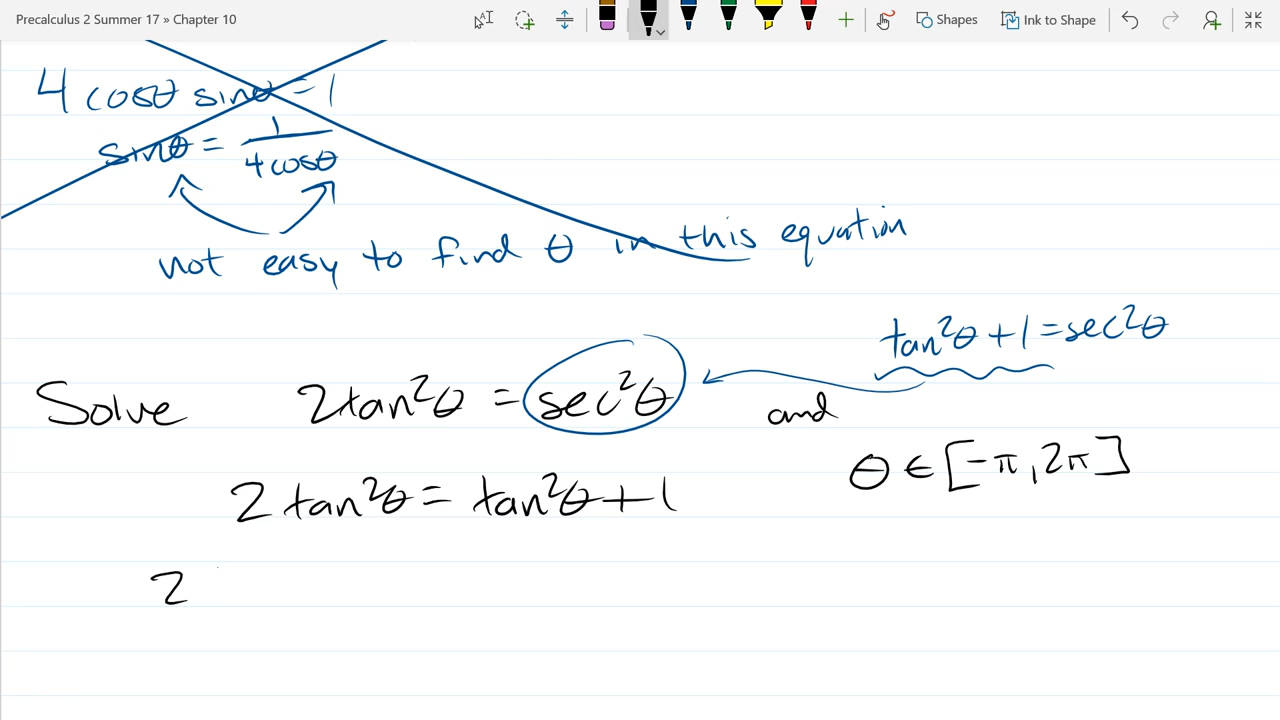 Precalculus 2 Summer 17 » Chapter 10
Shapes
Ink to Shape
4 cosθ sinθ = 1
sinθ = 1/(4cosθ)
not easy to find θ in this equation
tan²θ + 1 = sec²θ
Solve 2tan²θ = sec²θ and
θ ∈ [-π, 2π]
2 tan²θ = tan²θ + 1
2